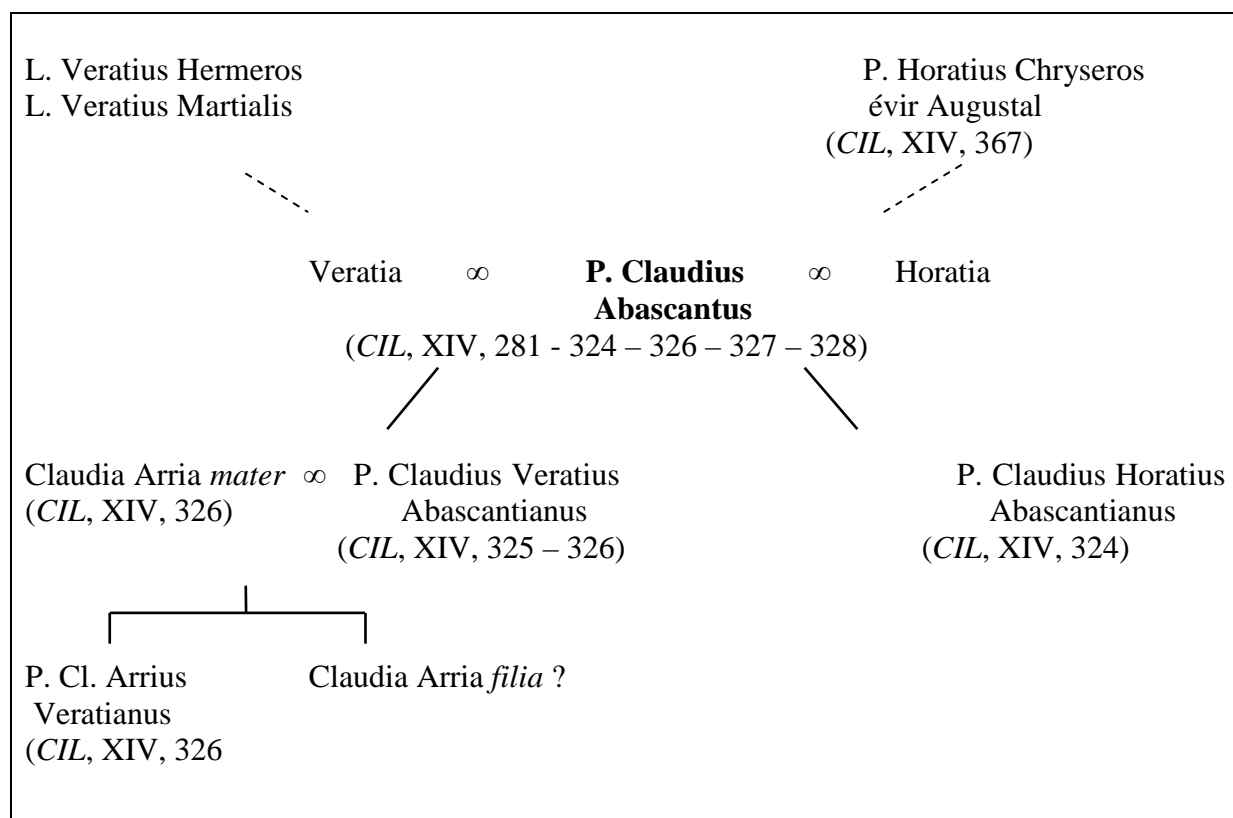 L. Veratius Hermeros
L. Veratius Martialis
P. Horatius Chryseros
évir Augustal
(CIL, XIV, 367)
Veratia ∞ P. Claudius ∞ Horatia
Abascantus
(CIL, XIV, 281 - 324 – 326 – 327 – 328)
Claudia Arria mater ∞ P. Claudius Veratius
(CIL, XIV, 326) Abascantianus
(CIL, XIV, 325 – 326)
P. Claudius Horatius
Abascantianus
(CIL, XIV, 324)
P. Cl. Arrius
Veratianus
(CIL, XIV, 326
Claudia Arria filia ?